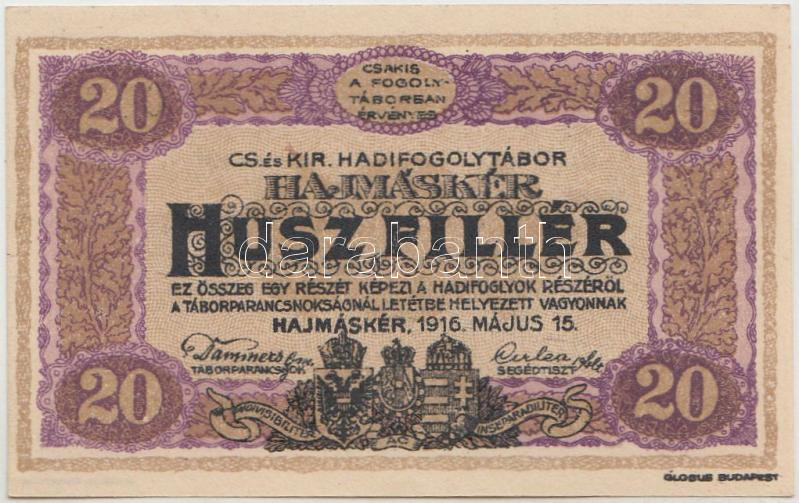 20
20
CSAKIS
A FOGOLY-
TÁBORBAN
ÉRVÉNYES
CS. és KIR. HADIFOGOLYTÁBOR
HAJMÁSKÉR
HUSZ FILLÉR
darabanth
EZ ÖSSZEG EGY RÉSZÉT KÉPEZI A HADIFOGLYOK RÉSZÉRŐL
A TÁBORPARANCSNOKSÁGNÁL LETÉTBE HELYEZETT VAGYONNAK
HAJMÁSKÉR, 1916. MÁJUS 15.
TÁBORPARANCSNOK
SEGÉDTISZT
20
INDIVISIBILITER
AC
INSEPARABILITER
20
GLOBUS BUDAPEST